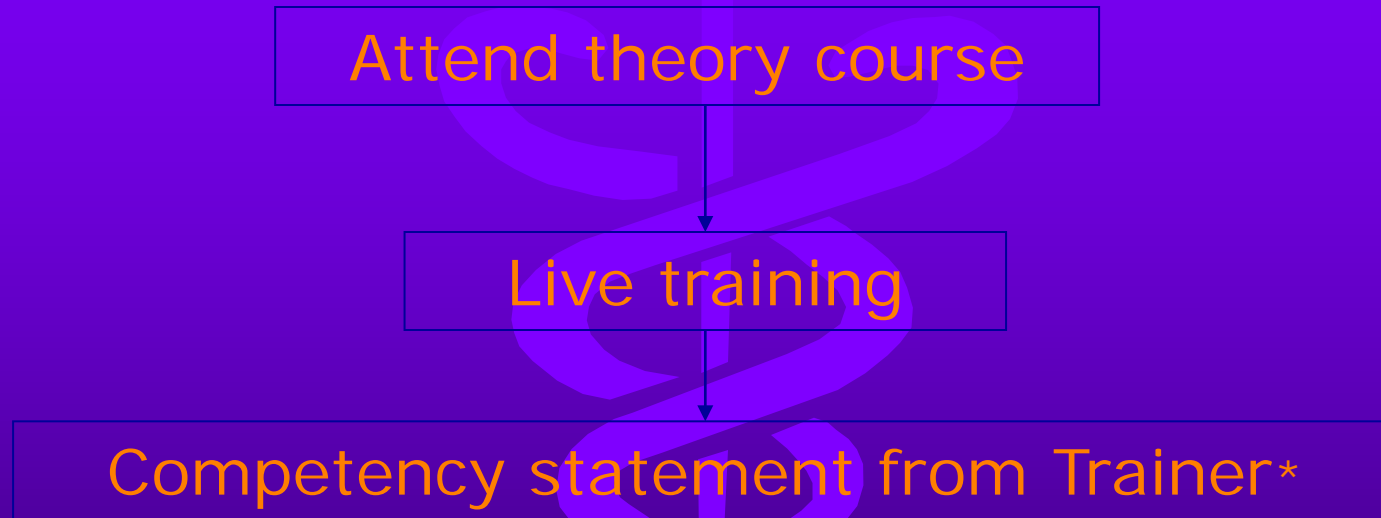 Attend theory course
Live training
Competency statement from Trainer*